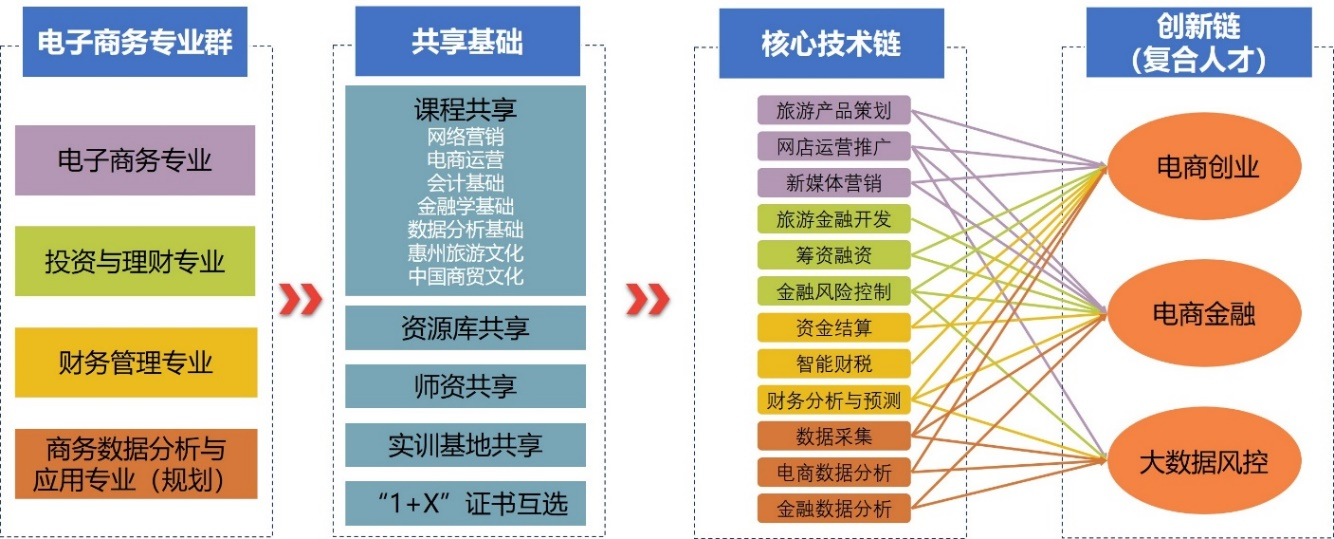 电子商务专业群
电子商务专业
投资与理财专业
财务管理专业
商务数据分析与
应用专业（规划）
共享基础
课程共享
网络营销
电商运营
会计基础
金融学基础
数据分析基础
惠州旅游文化
中国商贸文化
资源库共享
师资共享
实训基地共享
“1+X”证书互选
核心技术链
旅游产品策划
网店运营推广
新媒体营销
旅游金融开发
筹资融资
金融风险控制
资金结算
智能财税
财务分析与预测
数据采集
电商数据分析
金融数据分析
创新链
（复合人才）
电商创业
电商金融
大数据风控